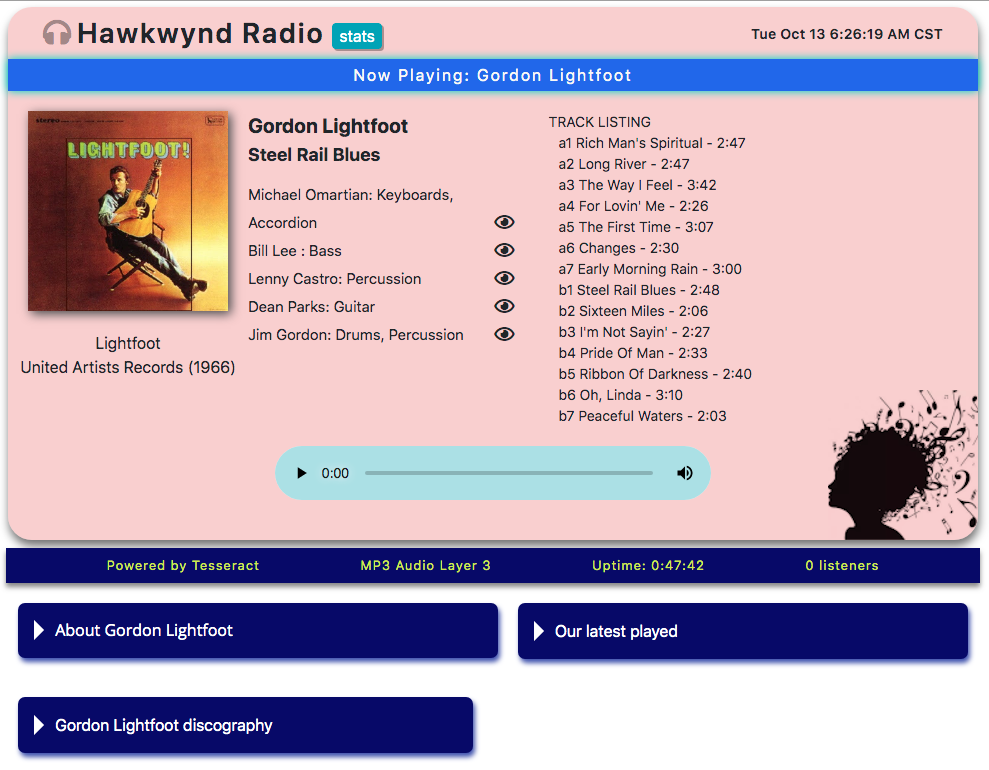 Hawkwynd Radio stats
Tue Oct 13 6:26:19 AM CST
Now Playing: Gordon Lightfoot
stereo
LIGHTFOOT!
Lightfoot
United Artists Records (1966)
Gordon Lightfoot
Steel Rail Blues
Michael Omartian: Keyboards,
Accordion
Bill Lee : Bass
Lenny Castro: Percussion
Dean Parks: Guitar
Jim Gordon: Drums, Percussion
TRACK LISTING
a1 Rich Man's Spiritual - 2:47
a2 Long River - 2:47
a3 The Way I Feel - 3:42
a4 For Lovin' Me - 2:26
a5 The First Time - 3:07
a6 Changes - 2:30
a7 Early Morning Rain - 3:00
b1 Steel Rail Blues - 2:48
b2 Sixteen Miles - 2:06
b3 I'm Not Sayin' - 2:27
b4 Pride Of Man - 2:33
b5 Ribbon Of Darkness - 2:40
b6 Oh, Linda - 3:10
b7 Peaceful Waters - 2:03
0:00
Powered by Tesseract
MP3 Audio Layer 3
Uptime: 0:47:42
0 listeners
About Gordon Lightfoot
Our latest played
Gordon Lightfoot discography